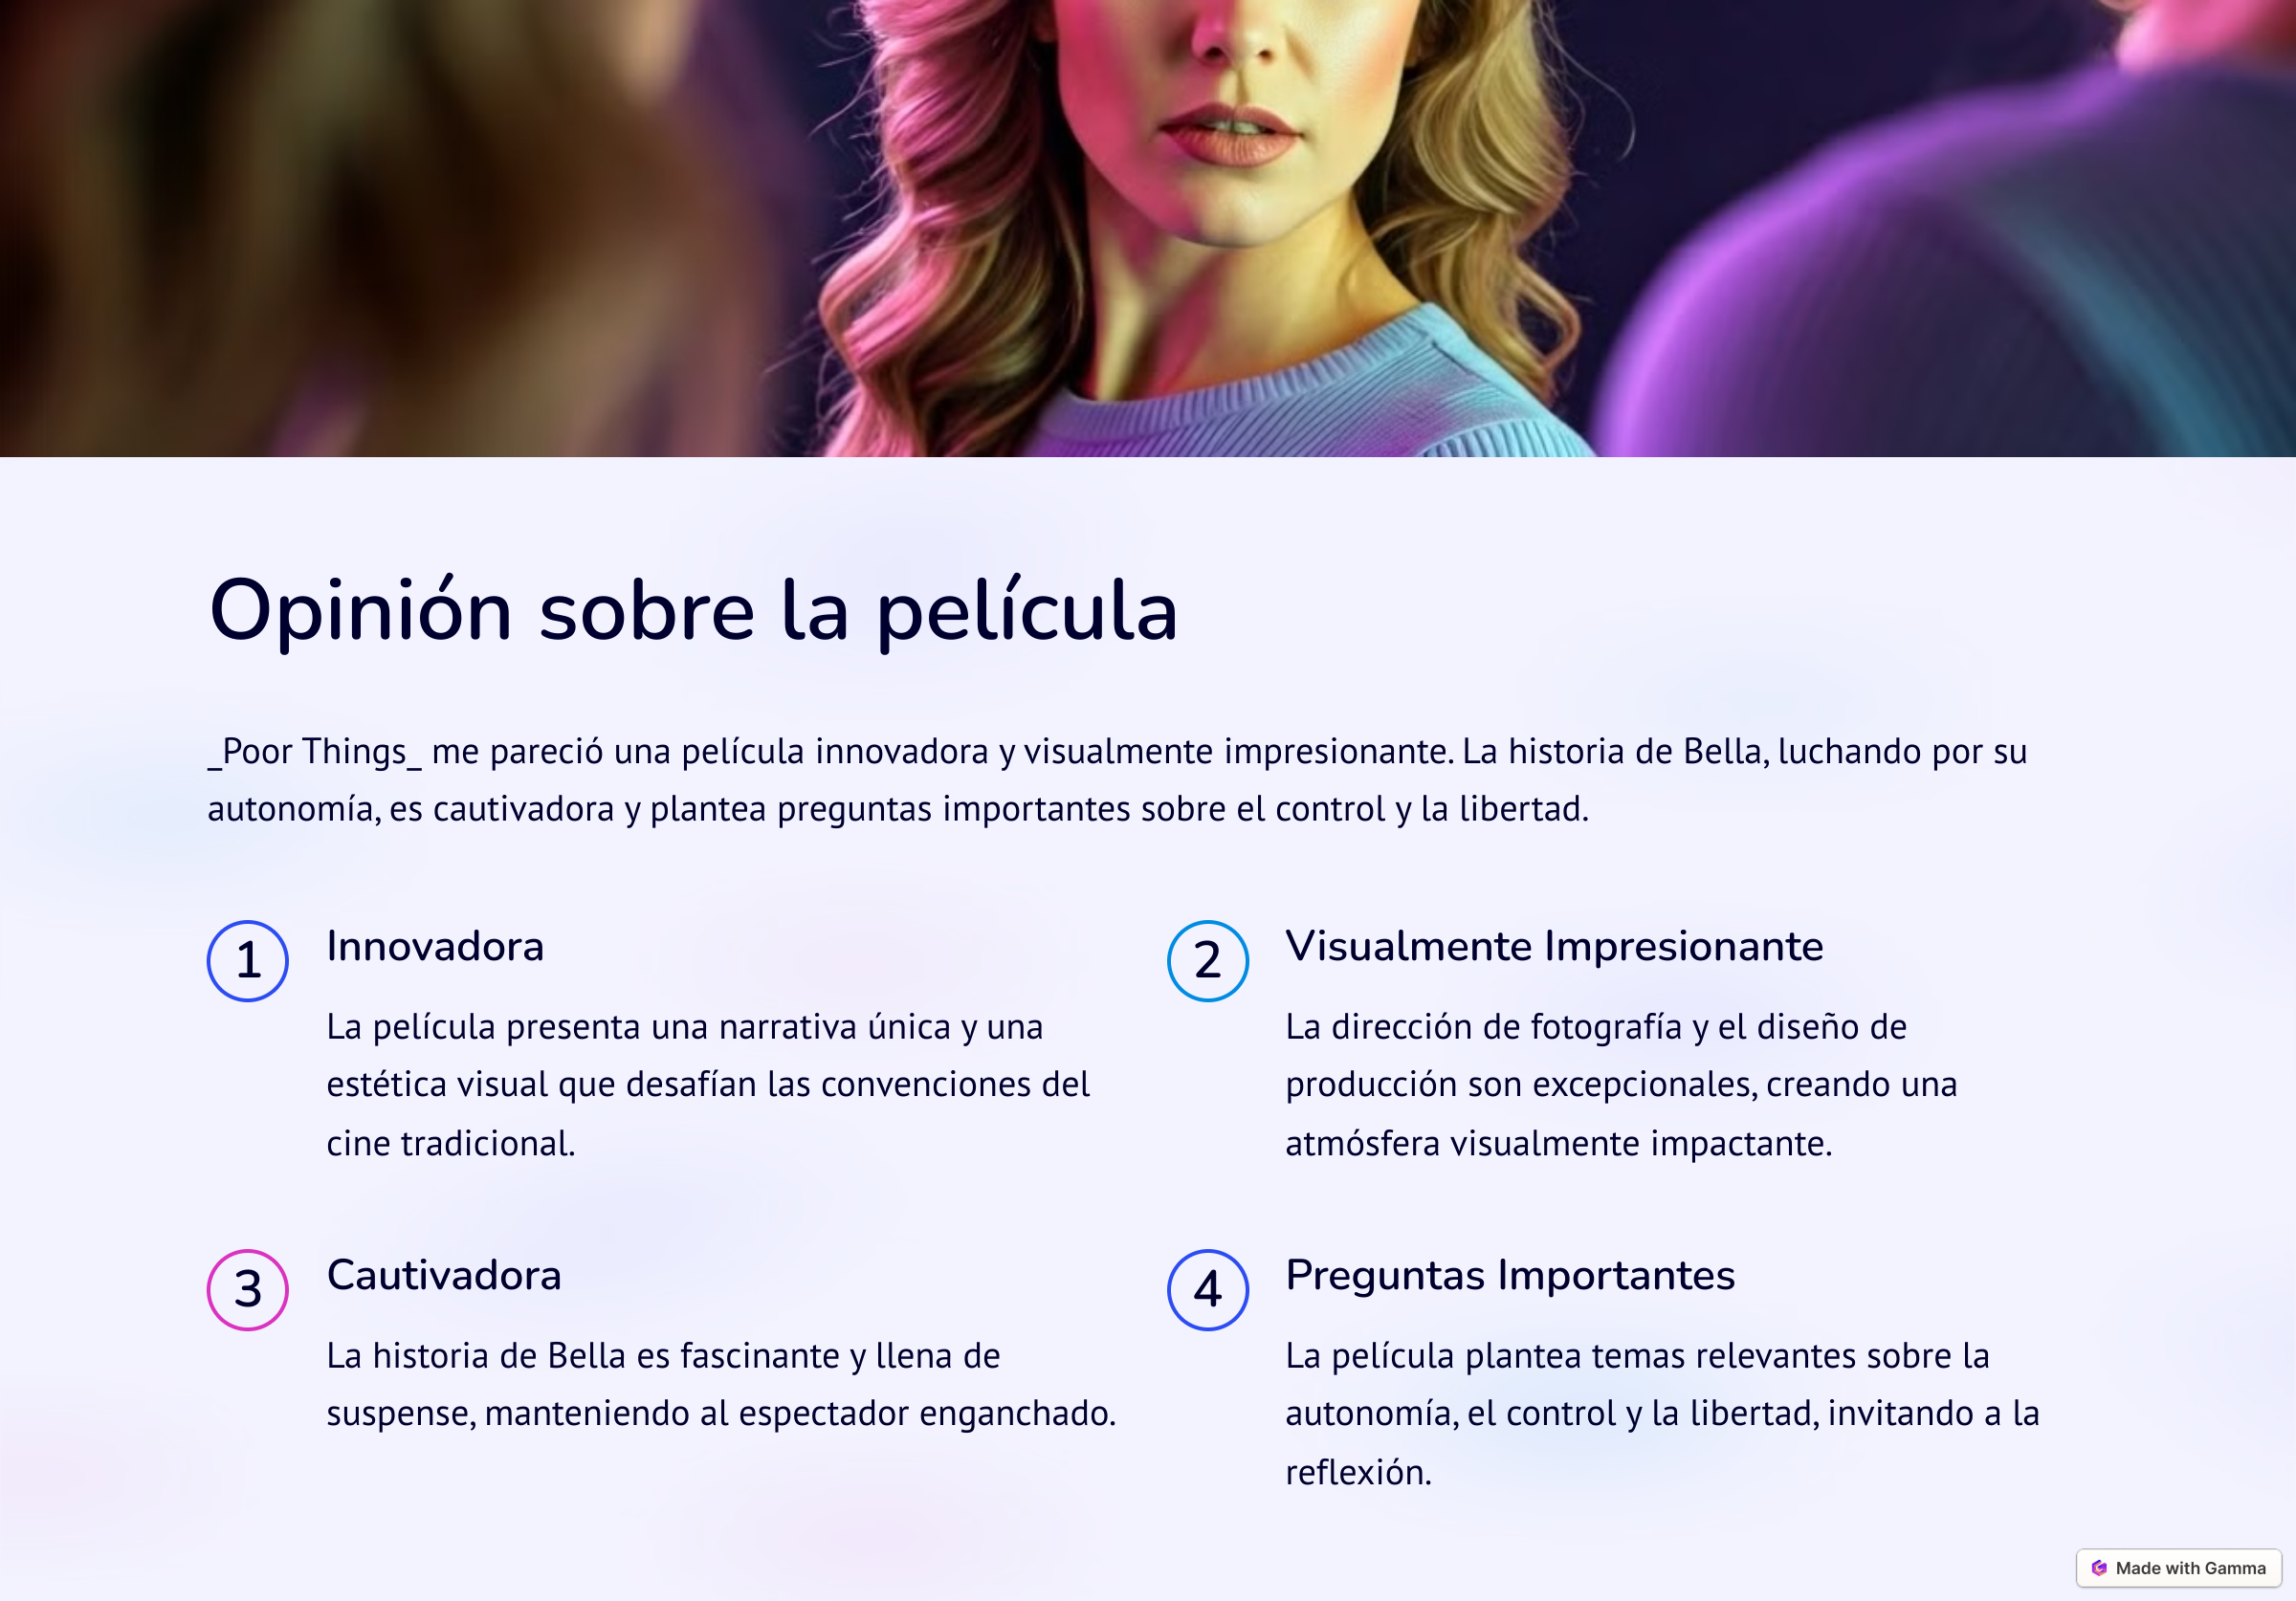 Opinión sobre la película
_Poor Things_ me pareció una película innovadora y visualmente impresionante. La historia de Bella, luchando por su
autonomía, es cautivadora y plantea preguntas importantes sobre el control y la libertad.
1
Innovadora
La película presenta una narrativa única y una
estética visual que desafían las convenciones del
cine tradicional.
2
Visualmente Impresionante
La dirección de fotografía y el diseño de
producción son excepcionales, creando una
atmósfera visualmente impactante.
3
Cautivadora
La historia de Bella es fascinante y llena de
suspense, manteniendo al espectador enganchado.
4
Preguntas Importantes
La película plantea temas relevantes sobre la
autonomía, el control y la libertad, invitando a la
reflexión.
Made with Gamma